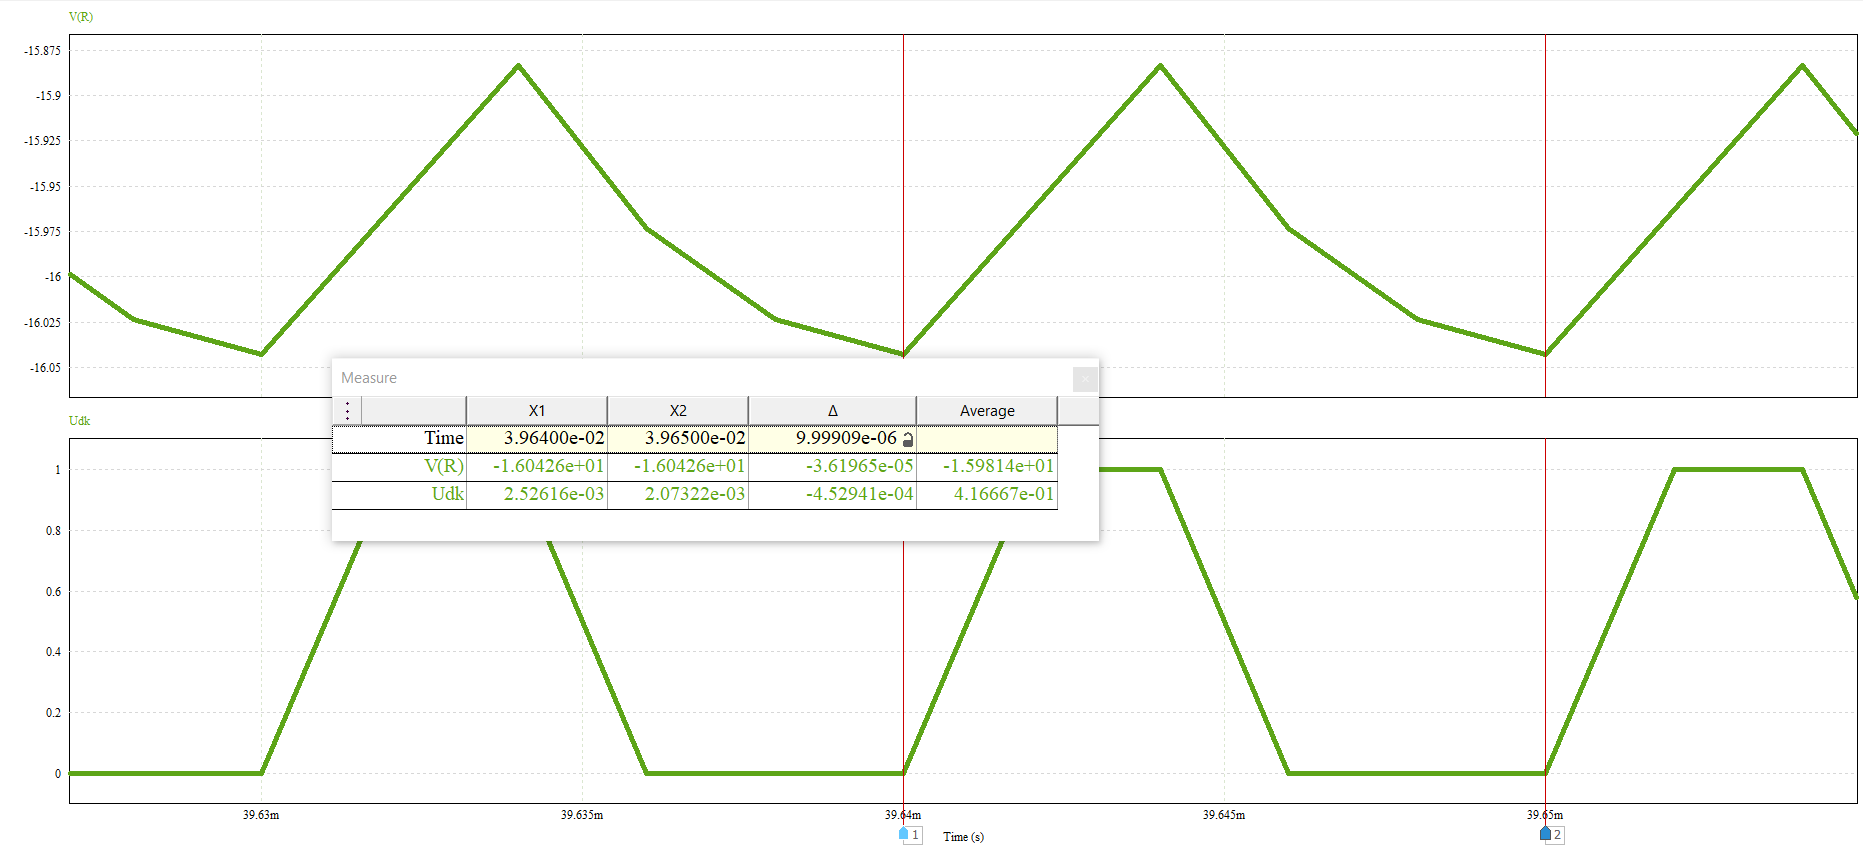 V(R)
-15.875
-15.9
-15.925
-15.95
-15.975
-16
-16.025
-16.05
Measure
X1 X2 Δ Average
Time 3.96400e-02 3.96500e-02 9.99909e-06
V(R) -1.60426e+01 -1.60426e+01 -3.61965e-05 -1.59814e+01
Udk 2.52616e-03 2.07322e-03 -4.52941e-04 4.16667e-01
Udk
1
0.8
0.6
0.4
0.2
0
39.63m 39.635m 39.64m 39.645m 39.65m
1 Time (s) 2